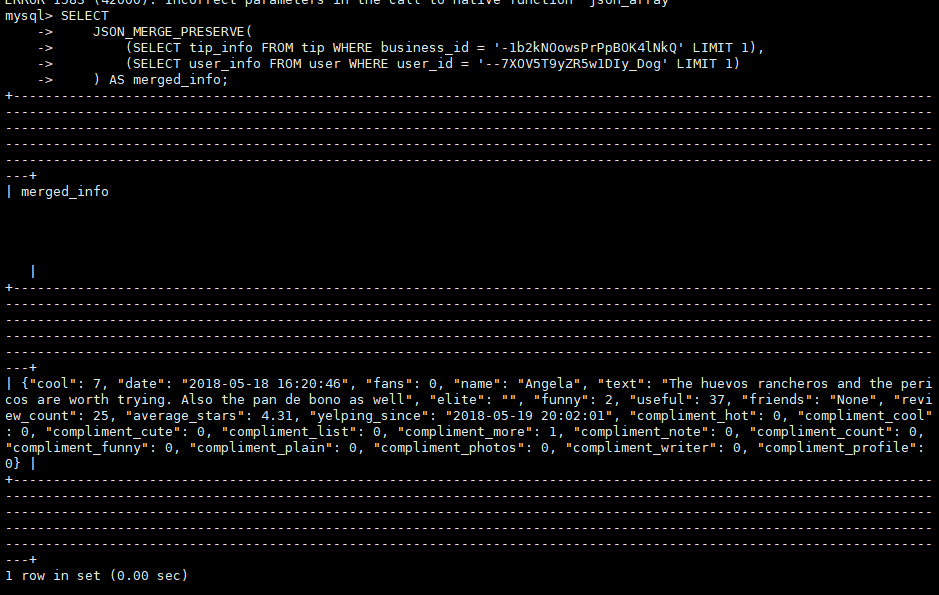 ERROR 1583 (42000): Incorrect parameters in the call to native function 'json_array'
mysql> SELECT
    ->     JSON_MERGE_PRESERVE(
    ->         (SELECT tip_info FROM tip WHERE business_id = '-1b2kNOowsPrPpBOK4lNkQ' LIMIT 1),
    ->         (SELECT user_info FROM user WHERE user_id = '--7XOV5T9yZR5w1DIy_Dog' LIMIT 1)
    ->     ) AS merged_info;
+-------------------------------------------------------------------------------------------------------------------
--------------------------------------------------------------------------------------------------------------------
--------------------------------------------------------------------------------------------------------------------
--------------------------------------------------------------------------------------------------------------------
--------------------------------------------------------------------------------------------------------------------
---+
| merged_info
   |
+-------------------------------------------------------------------------------------------------------------------
--------------------------------------------------------------------------------------------------------------------
--------------------------------------------------------------------------------------------------------------------
--------------------------------------------------------------------------------------------------------------------
--------------------------------------------------------------------------------------------------------------------
---+
| {"cool": 7, "date": "2018-05-18 16:20:46", "fans": 0, "name": "Angela", "text": "The huevos rancheros and the peri
cos are worth trying. Also the pan de bono as well", "elite": "", "funny": 2, "useful": 37, "friends": "None", "revi
ew_count": 25, "average_stars": 4.31, "yelping_since": "2018-05-19 20:02:01", "compliment_hot": 0, "compliment_cool"
: 0, "compliment_cute": 0, "compliment_list": 0, "compliment_more": 1, "compliment_note": 0, "compliment_count": 0,
"compliment_funny": 0, "compliment_plain": 0, "compliment_photos": 0, "compliment_writer": 0, "compliment_profile":
0} |
+-------------------------------------------------------------------------------------------------------------------
--------------------------------------------------------------------------------------------------------------------
--------------------------------------------------------------------------------------------------------------------
--------------------------------------------------------------------------------------------------------------------
--------------------------------------------------------------------------------------------------------------------
---+
1 row in set (0.00 sec)